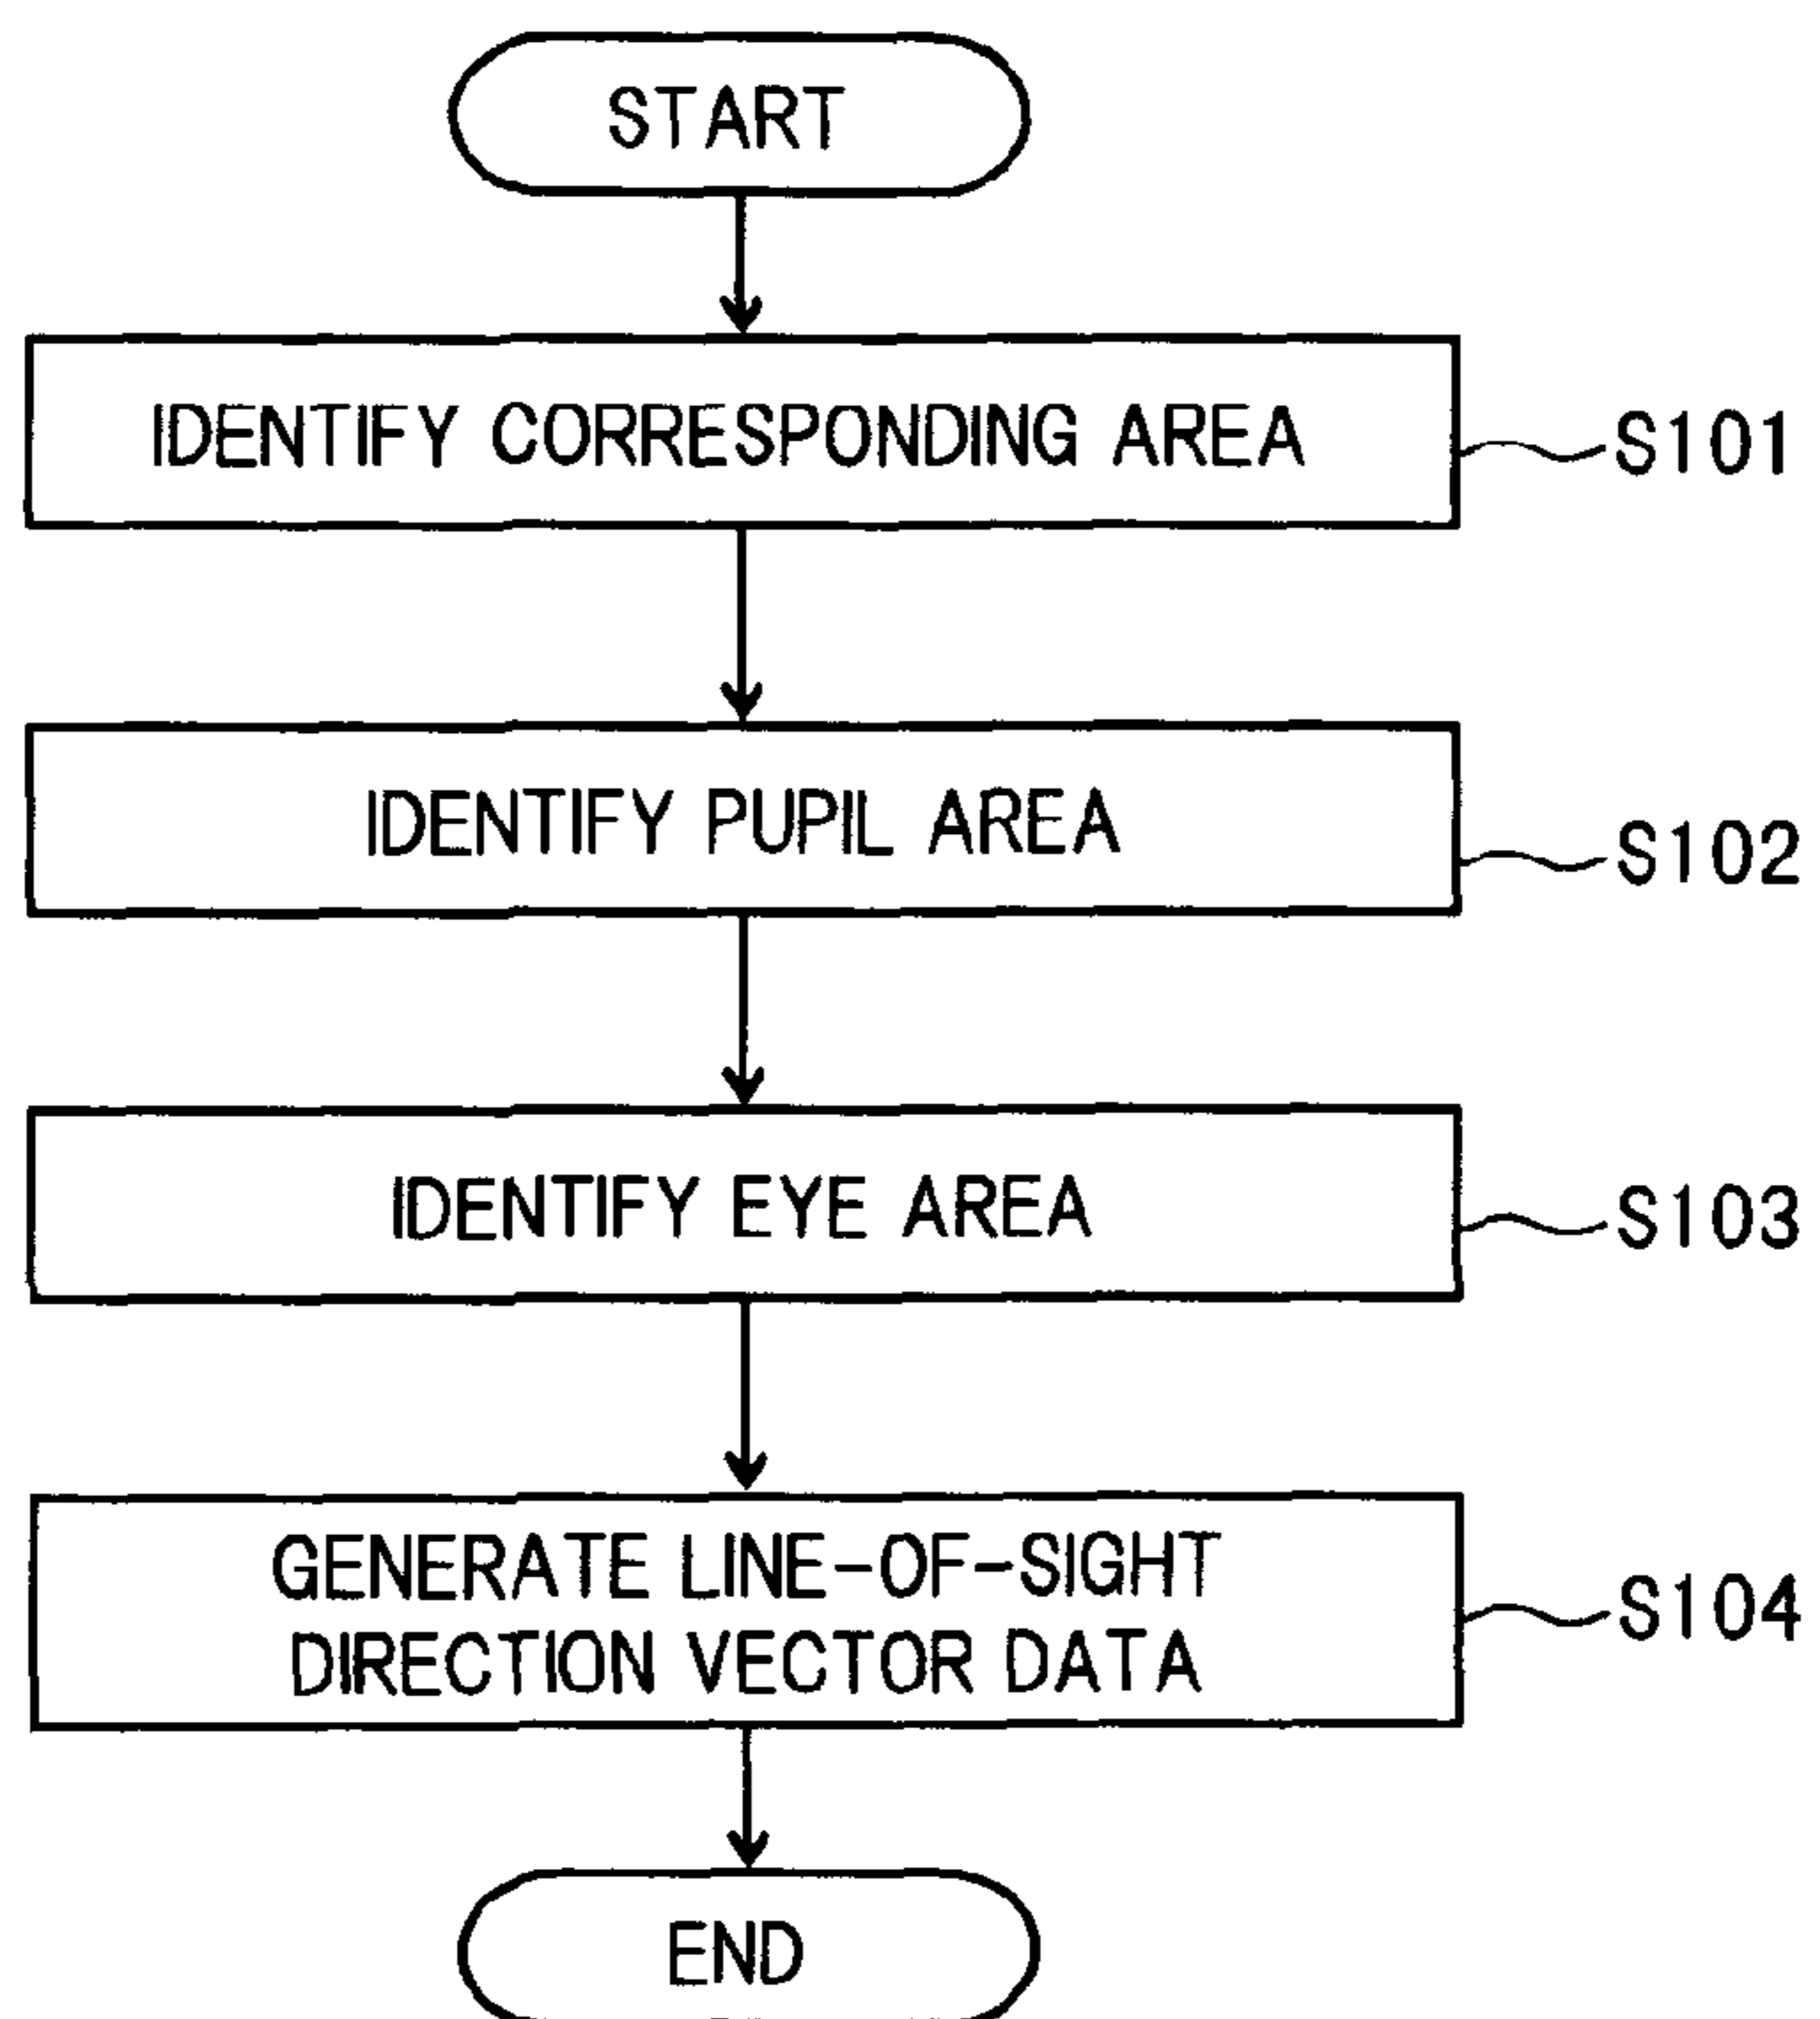 START
IDENTIFY CORRESPONDING AREA
S101
IDENTIFY PUPIL AREA
S102
IDENTIFY EYE AREA
S103
GENERATE LINE-OF-SIGHT
DIRECTION VECTOR DATA
S104
END